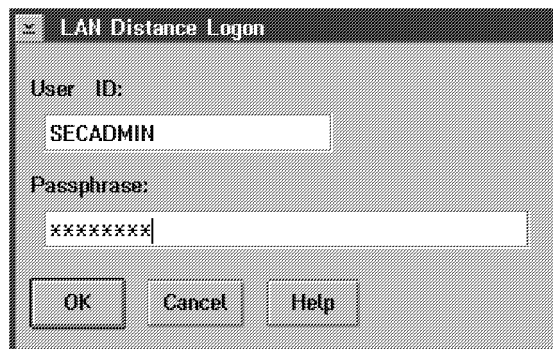 LAN Distance Logon
User ID:
SECADMIN
Passphrase:
xxxxxxxx
OK Cancel Help